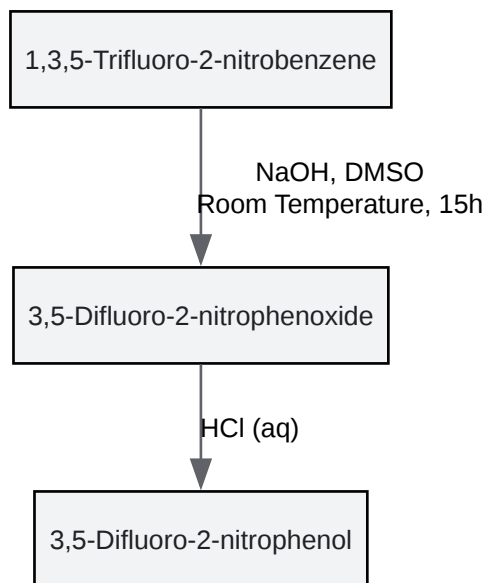 1,3,5-Trifluoro-2-nitrobenzene
NaOH, DMSO
Room Temperature, 15h
3,5-Difluoro-2-nitrophenoxide
HCl (aq)
3,5-Difluoro-2-nitrophenol